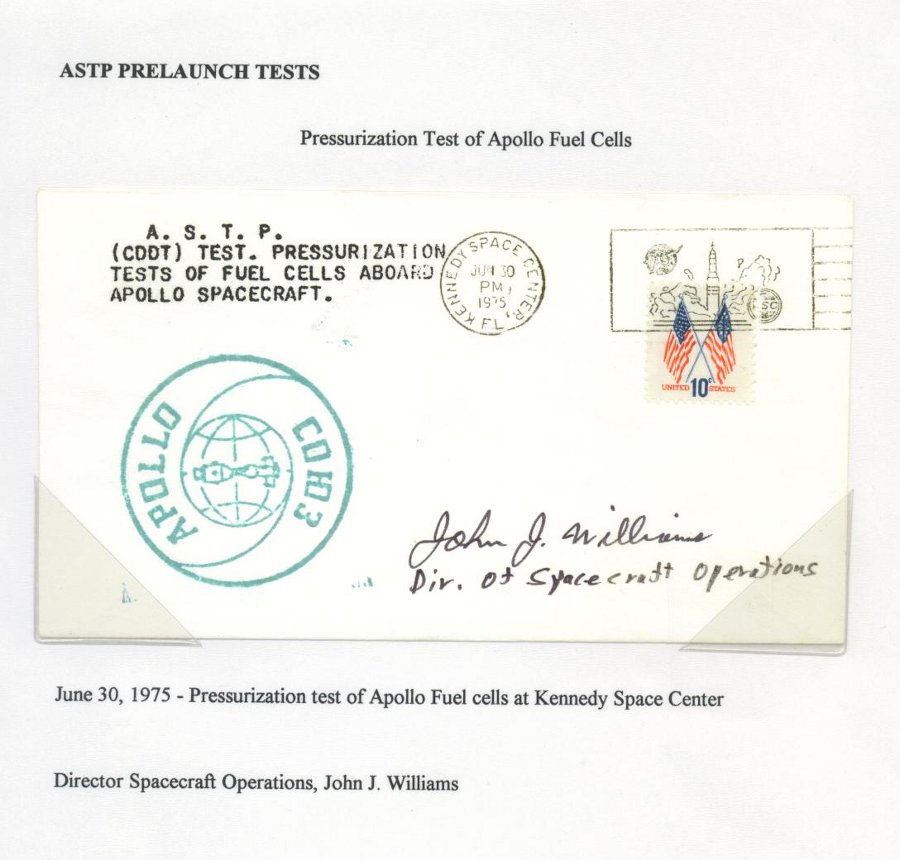 ASTP PRELAUNCH TESTS
Pressurization Test of Apollo Fuel Cells
A. S. T. P.
(CDDT) TEST. PRESSURIZATION
TESTS OF FUEL CELLS ABOARD
APOLLO SPACECRAFT.
KENNEDY SPACE CENTER, FL
JUN 30
PM
1975
KSC
UNITED 10c STATES
APOLLO СОЮЗ
John J. Williams
Dir. Of Spacecraft Operations
June 30, 1975 - Pressurization test of Apollo Fuel cells at Kennedy Space Center
Director Spacecraft Operations, John J. Williams